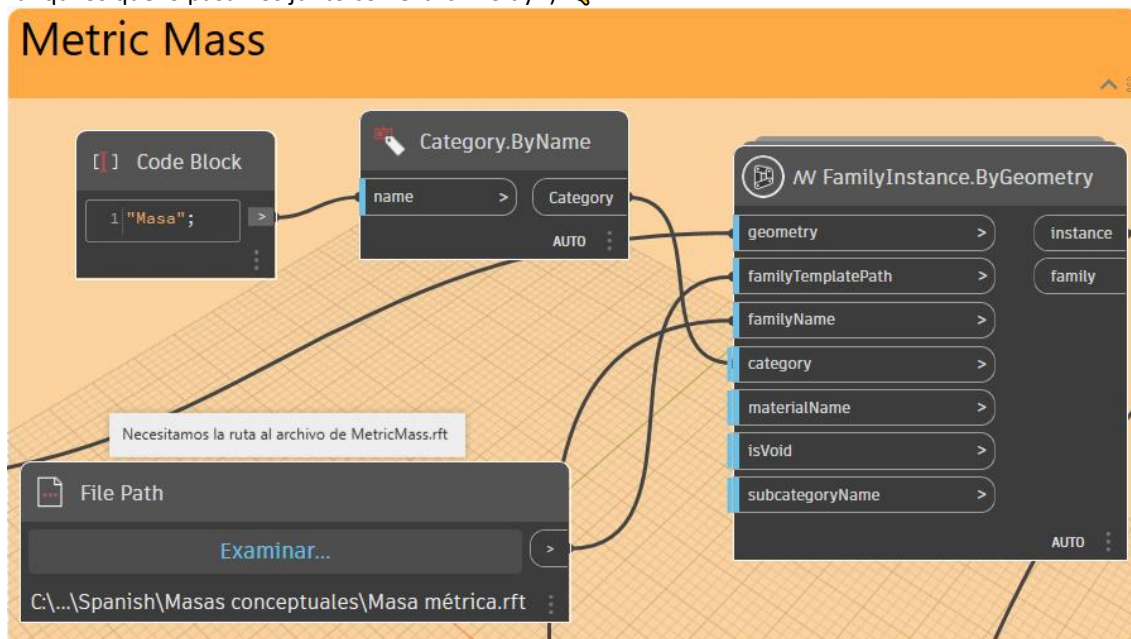 Metric Mass
Code Block
1 "Masa"; >
Category.ByName
name > Category
AUTO
FamilyInstance.ByGeometry
geometry > instance
familyTemplatePath > family
familyName >
category >
materialName >
isVoid >
subcategoryName >
AUTO
Necesitamos la ruta al archivo de MetricMass.rft
File Path
Examinar... >
C:\...\Spanish\Masas conceptuales\Masa métrica.rft